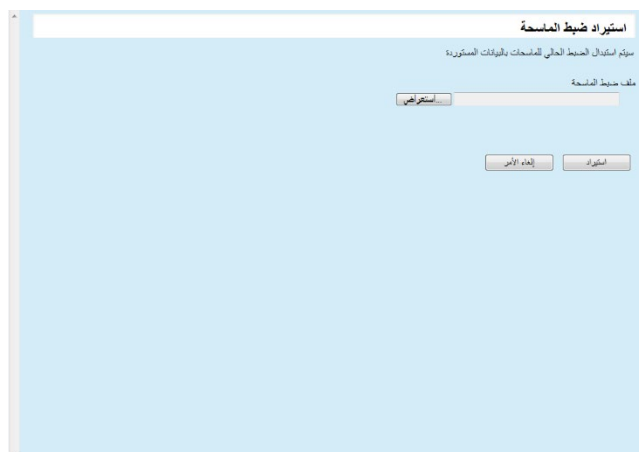 استيراد ضبط الماسحة
سيتم استبدال الضبط الحالي للماسحات بالبيانات المستوردة
ملف ضبط الماسحة
استعراض...
استيراد إلغاء الأمر